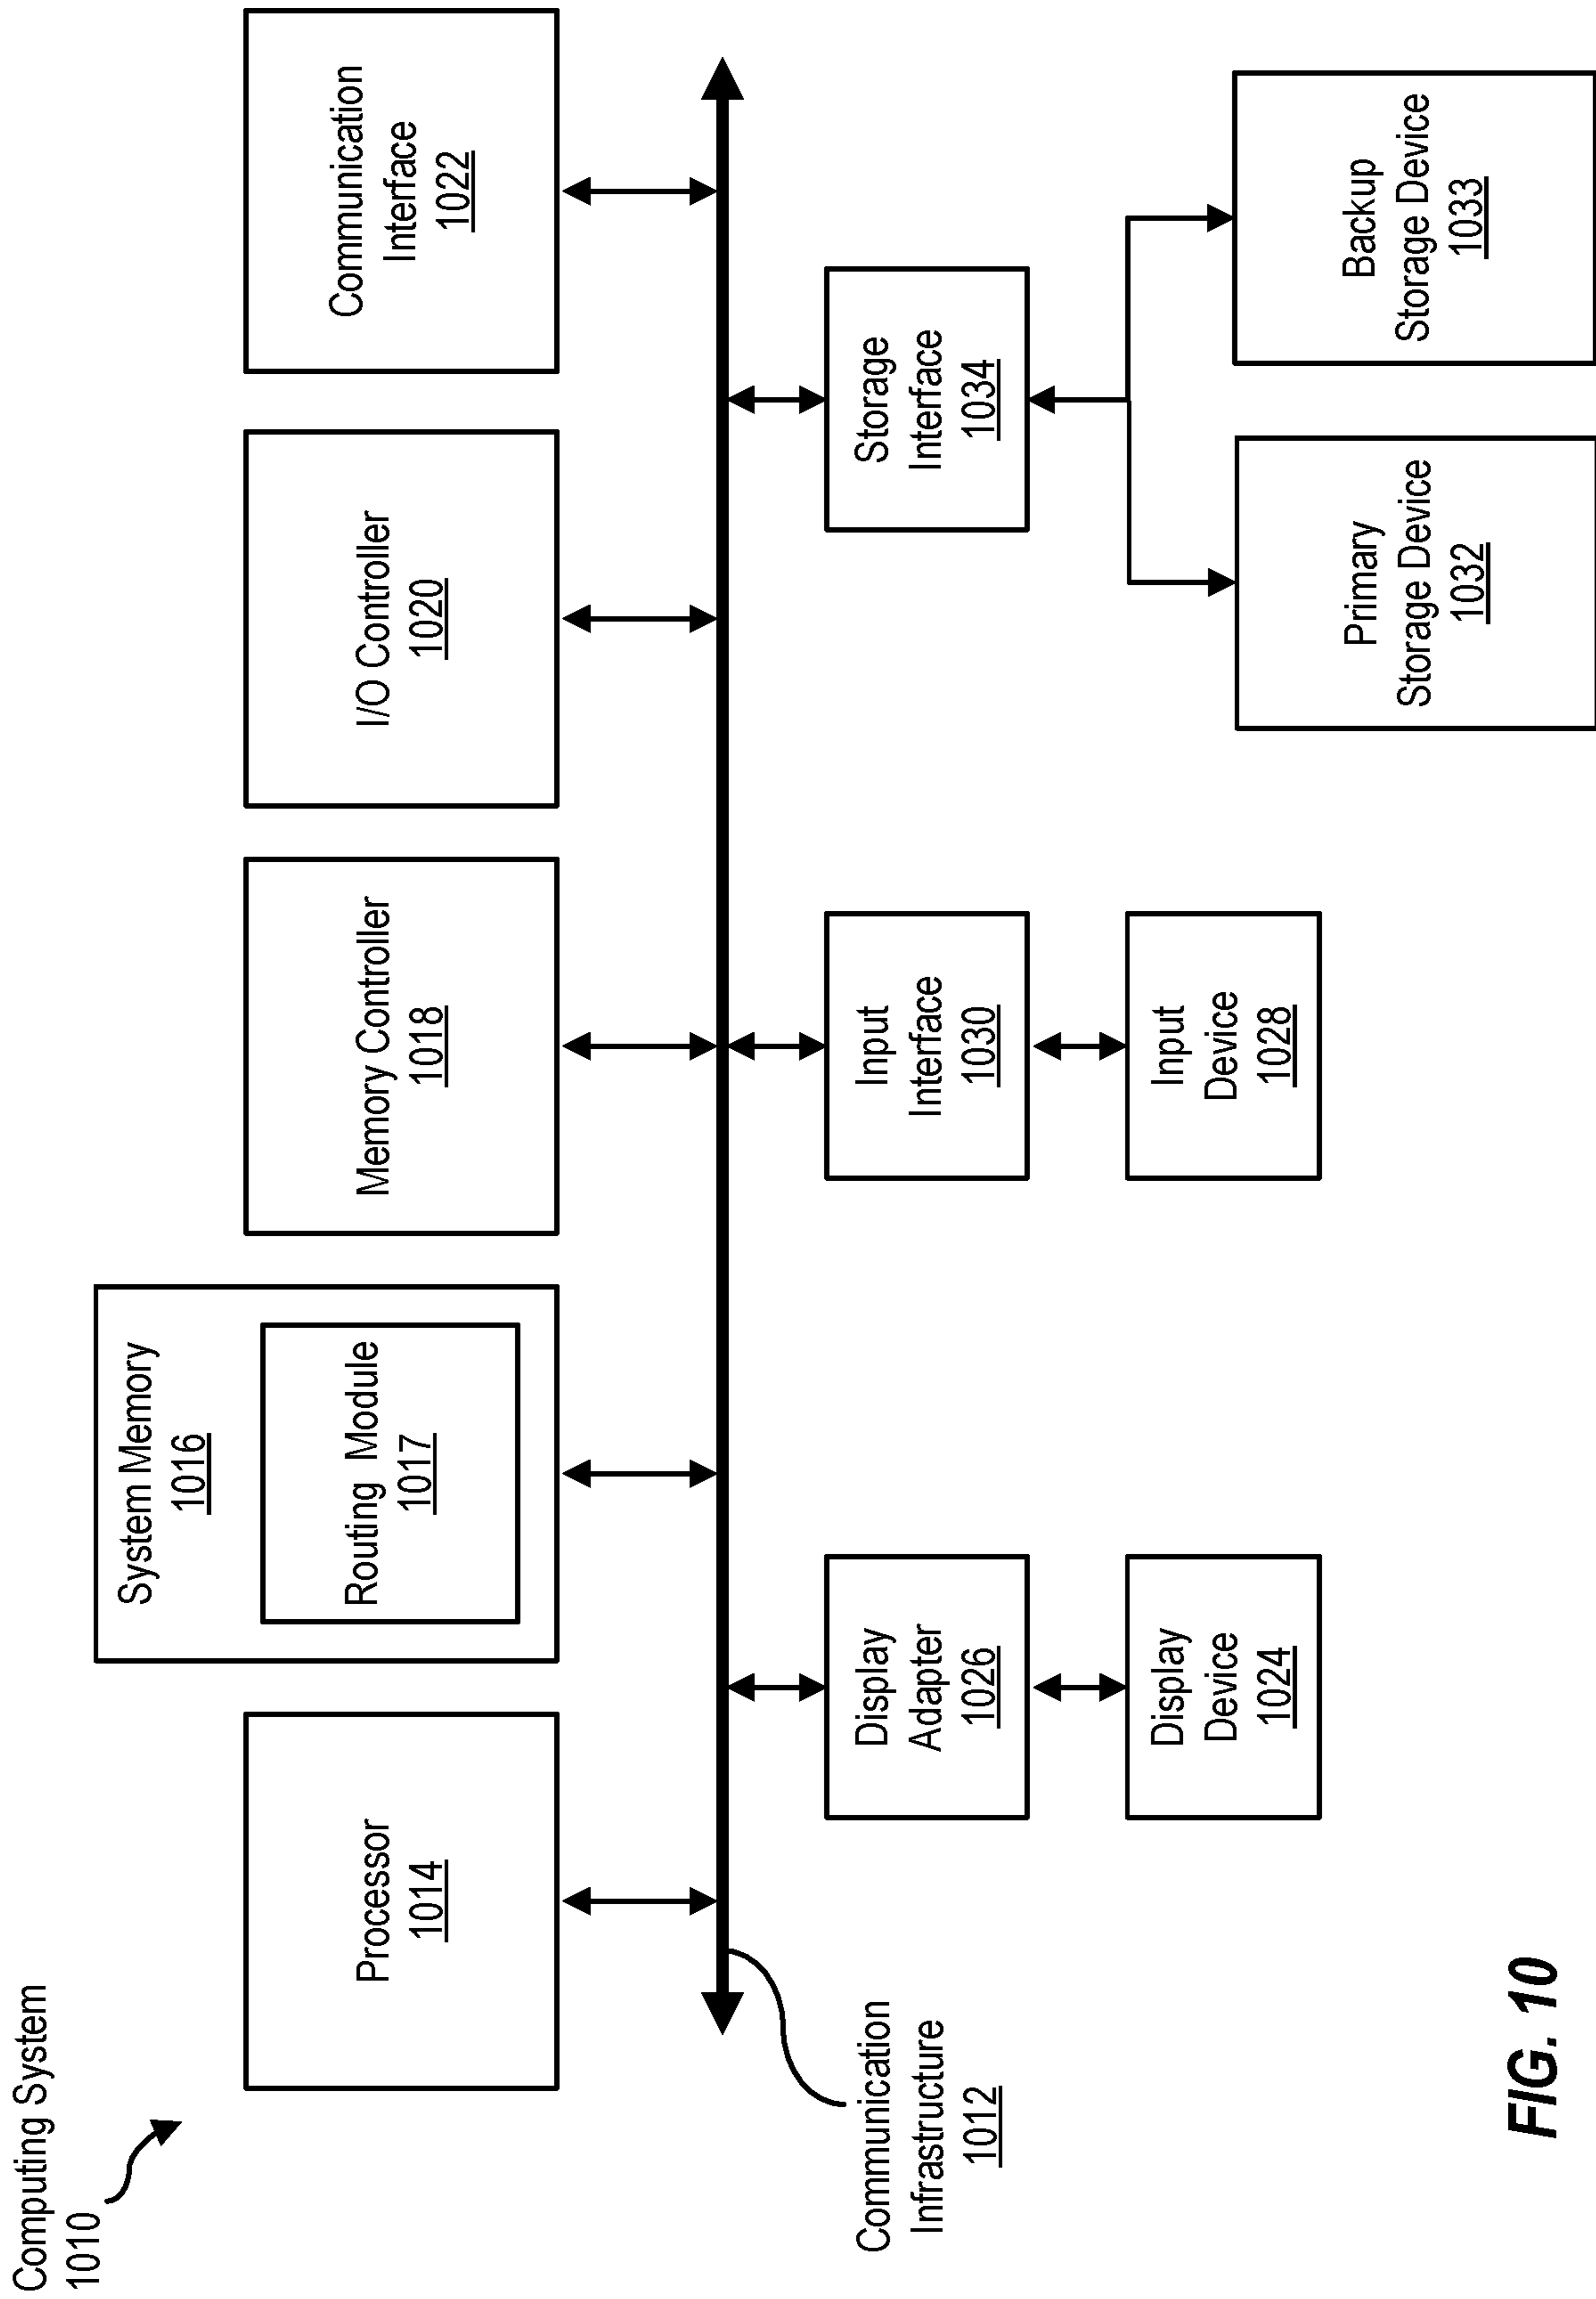 Computing System
1010
Processor
1014
System Memory
1016
Routing Module
1017
Memory Controller
1018
I/O Controller
1020
Communication
Interface
1022
Communication
Infrastructure
1012
Display
Adapter
1026
Input
Interface
1030
Storage
Interface
1034
Display
Device
1024
Input
Device
1028
Primary
Storage Device
1032
Backup
Storage Device
1033
FIG. 10